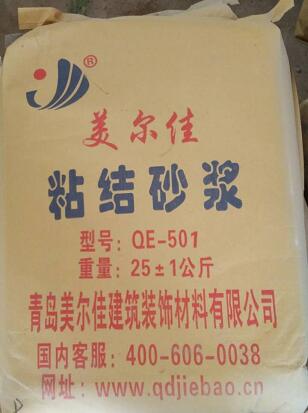 ®
美尔佳
粘结砂浆
型号：QE-501
重量：25±1公斤
青岛美尔佳建筑装饰材料有限公司
国内客服：400-606-0038
网址：www.qdjiebao.cn